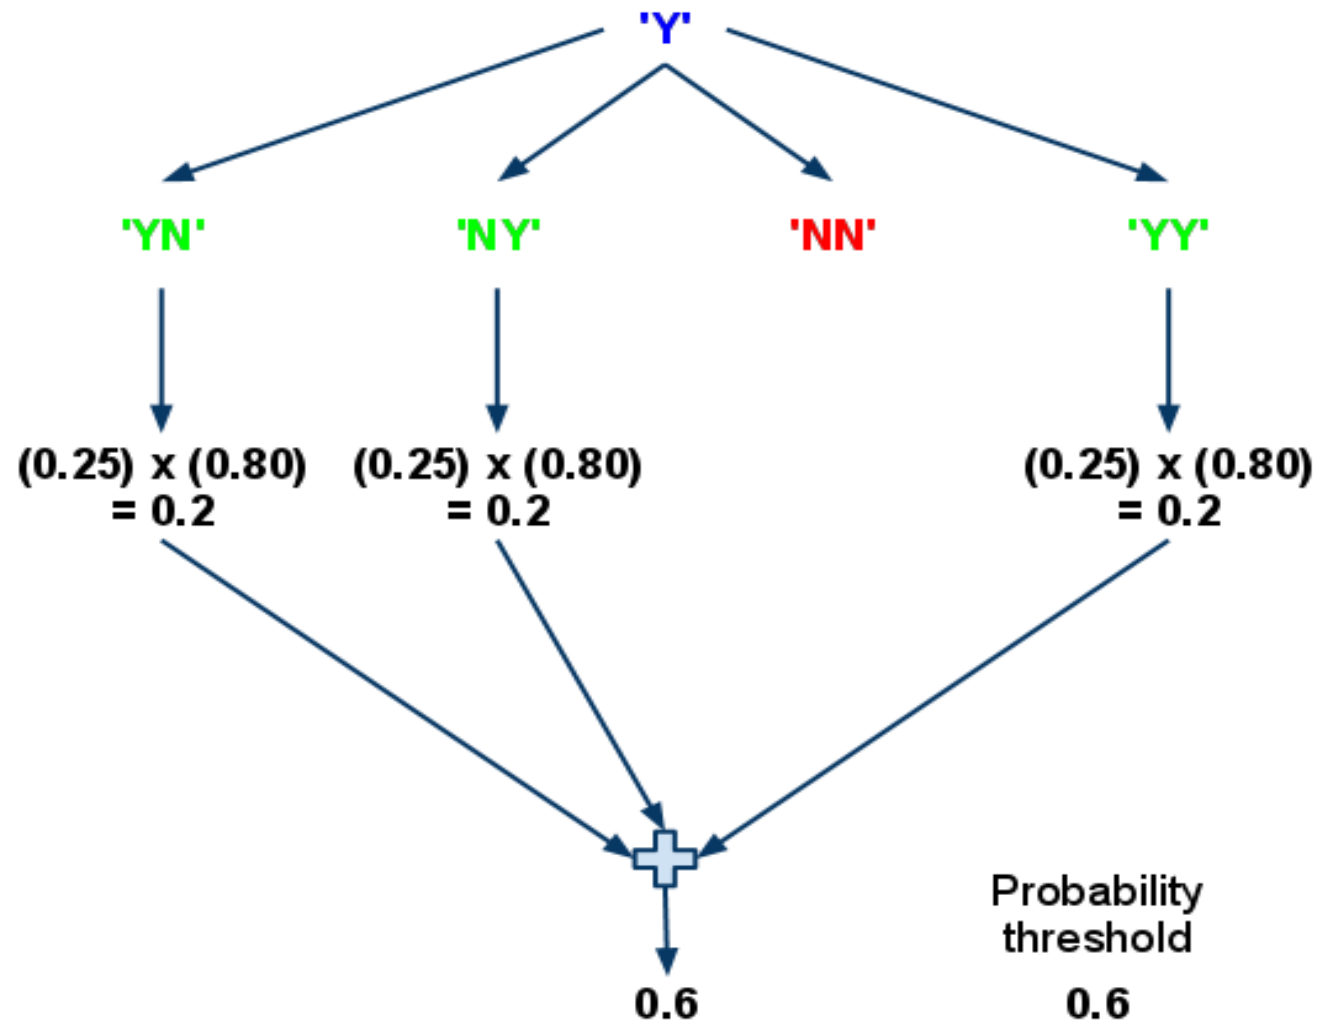 'Y'
'YN'
'NY'
'NN'
'YY'
(0.25) x (0.80)
= 0.2
(0.25) x (0.80)
= 0.2
(0.25) x (0.80)
= 0.2
Probability
threshold
0.6
0.6